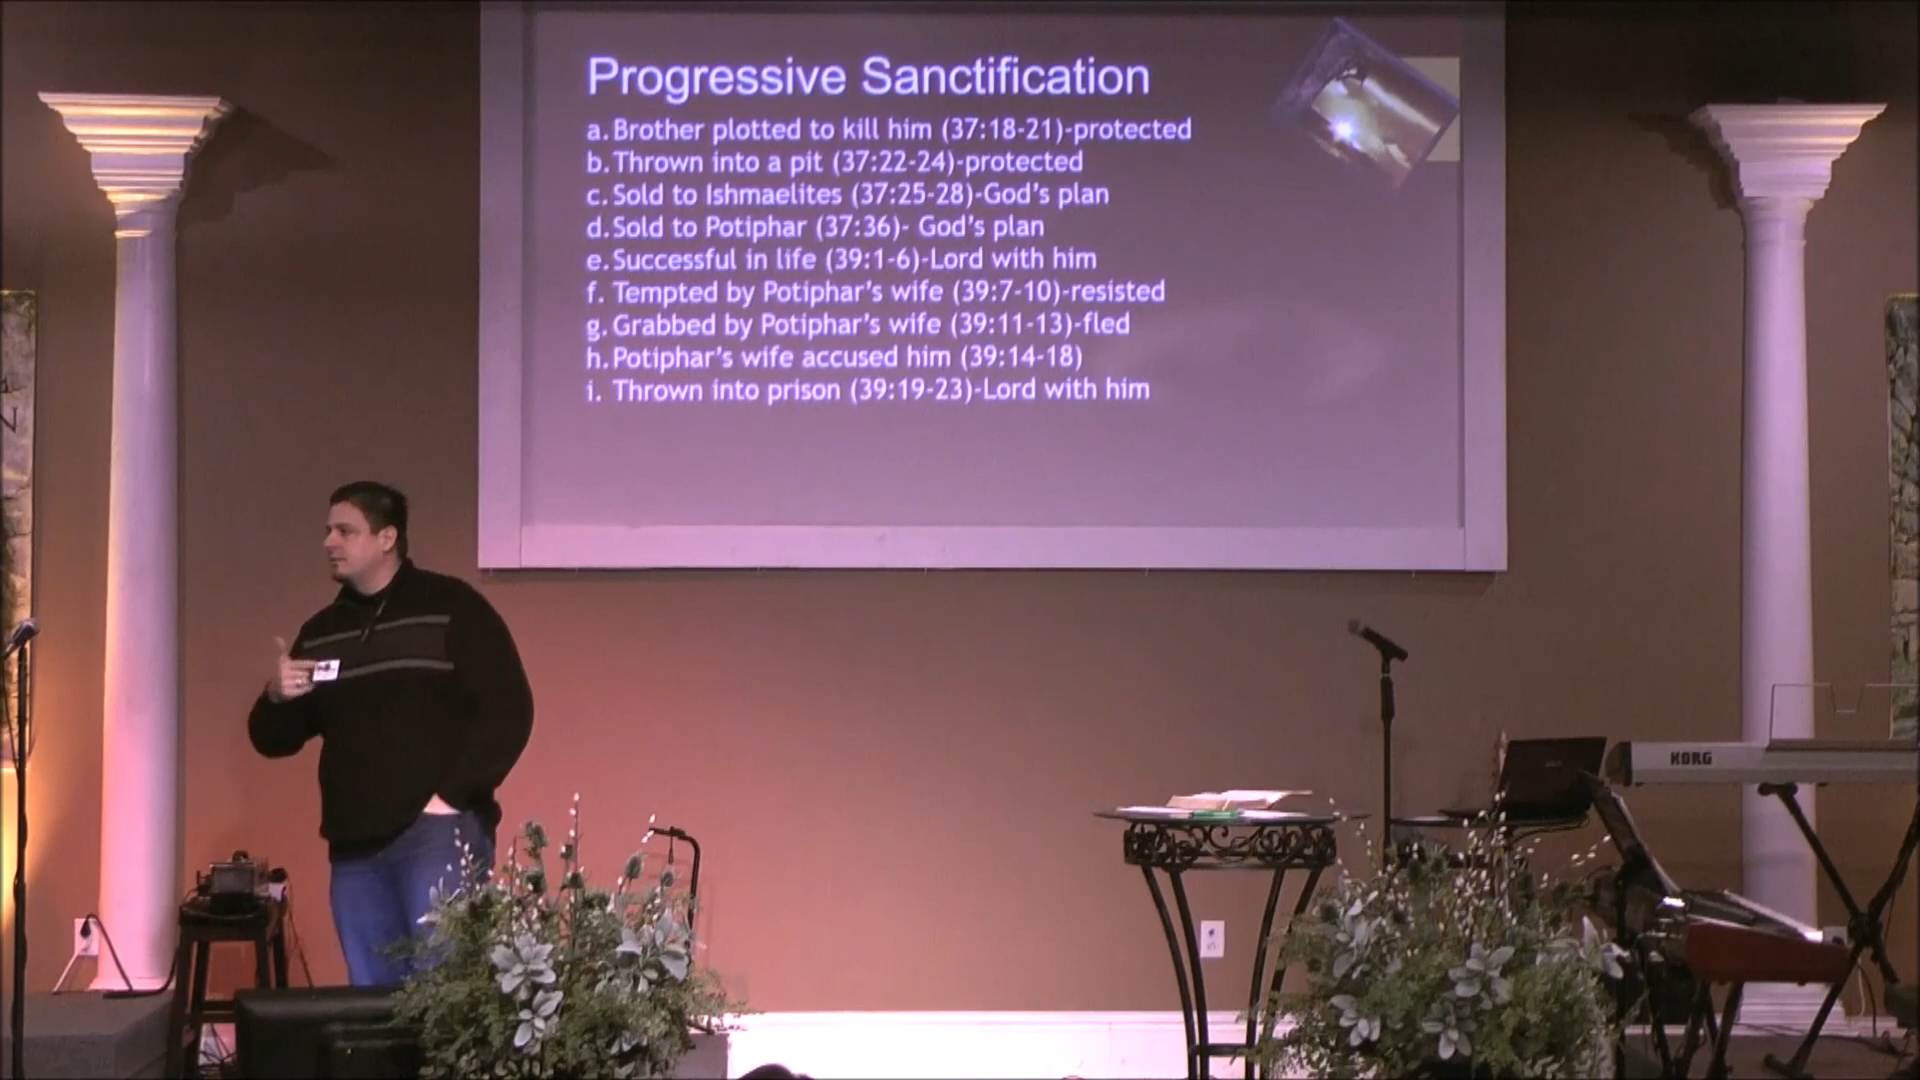 Progressive Sanctification
a. Brother plotted to kill him (37:18-21)-protected
b. Thrown into a pit (37:22-24)-protected
c. Sold to Ishmaelites (37:25-28)-God's plan
d. Sold to Potiphar (37:36)- God's plan
e. Successful in life (39:1-6)-Lord with him
f. Tempted by Potiphar's wife (39:7-10)-resisted
g. Grabbed by Potiphar's wife (39:11-13)-fled
h. Potiphar's wife accused him (39:14-18)
i. Thrown into prison (39:19-23)-Lord with him
N
KORG